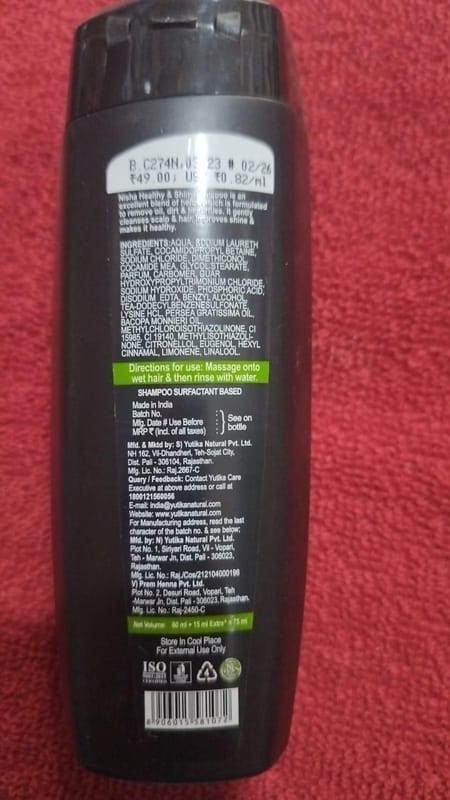 B.C274N 03 23 # 02/26
₹49.00; US ₹0.82/ml
Nisha Healthy & Shiny is an
excellent blend of which is formulated
to remove oil, dirt & It gently
cleanses scalp & hair, improves shine &
makes it healthy.
INGREDIENTS:AQUA, SODIUM LAURETH
SULFATE, COCAMIDOPROPYL BETAINE,
SODIUM CHLORIDE, DIMETHICONOL,
COCAMIDE MEA, GLYCOL STEARATE,
PARFUM, CARBOMER, GUAR
HYDROXYPROPYLTRIMONIUM CHLORIDE,
SODIUM HYDROXIDE, PHOSPHORIC ACID,
DISODIUM EDTA, BENZYL ALCOHOL,
TEA-DODECYLBENZENESULFONATE,
LYSINE HCL, PERSEA GRATISSIMA OIL,
BACOPA MONNIERI OIL,
METHYLCHLOROISOTHIAZOLINONE, CI
15985, CI 19140, METHYLISOTHIAZOLI-
NONE, CITRONELLOL, EUGENOL, HEXYL
CINNAMAL, LIMONENE, LINALOOL.
Directions for use: Massage onto
wet hair & then rinse with water.
SHAMPOO SURFACTANT BASED
Made in India
Batch No.
Mfg. Date # Use Before
MRP ₹ (Incl. of all taxes)
See on
bottle
Mfd. & Mktd by: S) Yutika Natural Pvt. Ltd.
NH 162, Vil-Dhandheri, Teh-Sojat City,
Dist. Pali - 306104, Rajasthan.
Mfg. Lic. No.: Raj.2667-C
Query / Feedback: Contact Yutika Care
Executive at above address or call at
1800121560056
E-mail: india@yutikanatural.com
Website: www.yutikanatural.com
For Manufacturing address, read the last
character of the batch no. & see below:
Mfd. by: N) Yutika Natural Pvt. Ltd.
Plot No. 1, Siriyari Road, Vil - Vopari,
Teh - Marwar Jn, Dist. Pali - 306023,
Rajasthan.
Mfg. Lic. No.: Raj./Cos/212104000196
V) Prem Henna Pvt. Ltd.
Plot No. 2, Desuri Road, Vopari, Teh
-Marwar Jn, Dist. Pali - 306023, Rajasthan.
Mfg. Lic. No.: Raj-2450-C
Net Volume: 60 ml + 15 ml Extra* = 75 ml
Store In Cool Place
For External Use Only
ISO
CERTIFIED
8 906015 581077